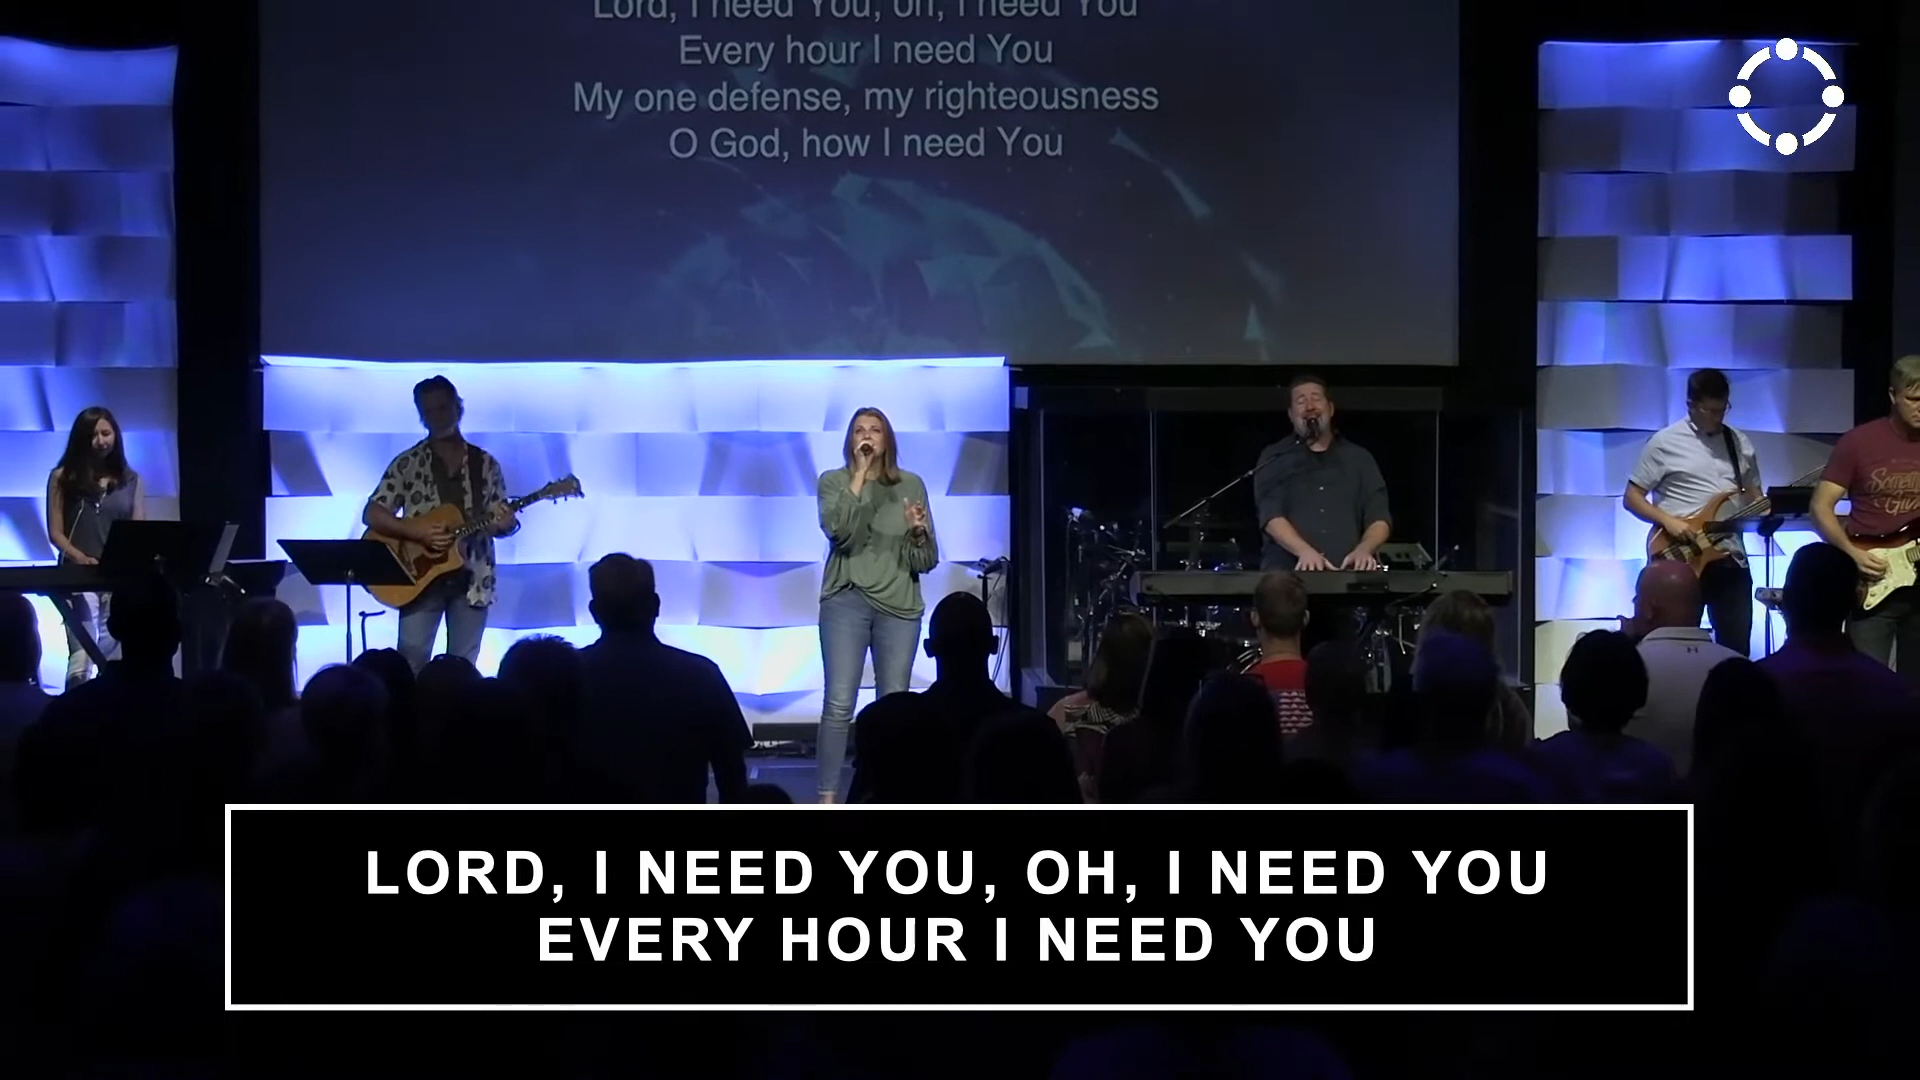 Lord, I need You, oh, I need You
Every hour I need You
My one defense, my righteousness
O God, how I need You
LORD, I NEED YOU, OH, I NEED YOU
EVERY HOUR I NEED YOU